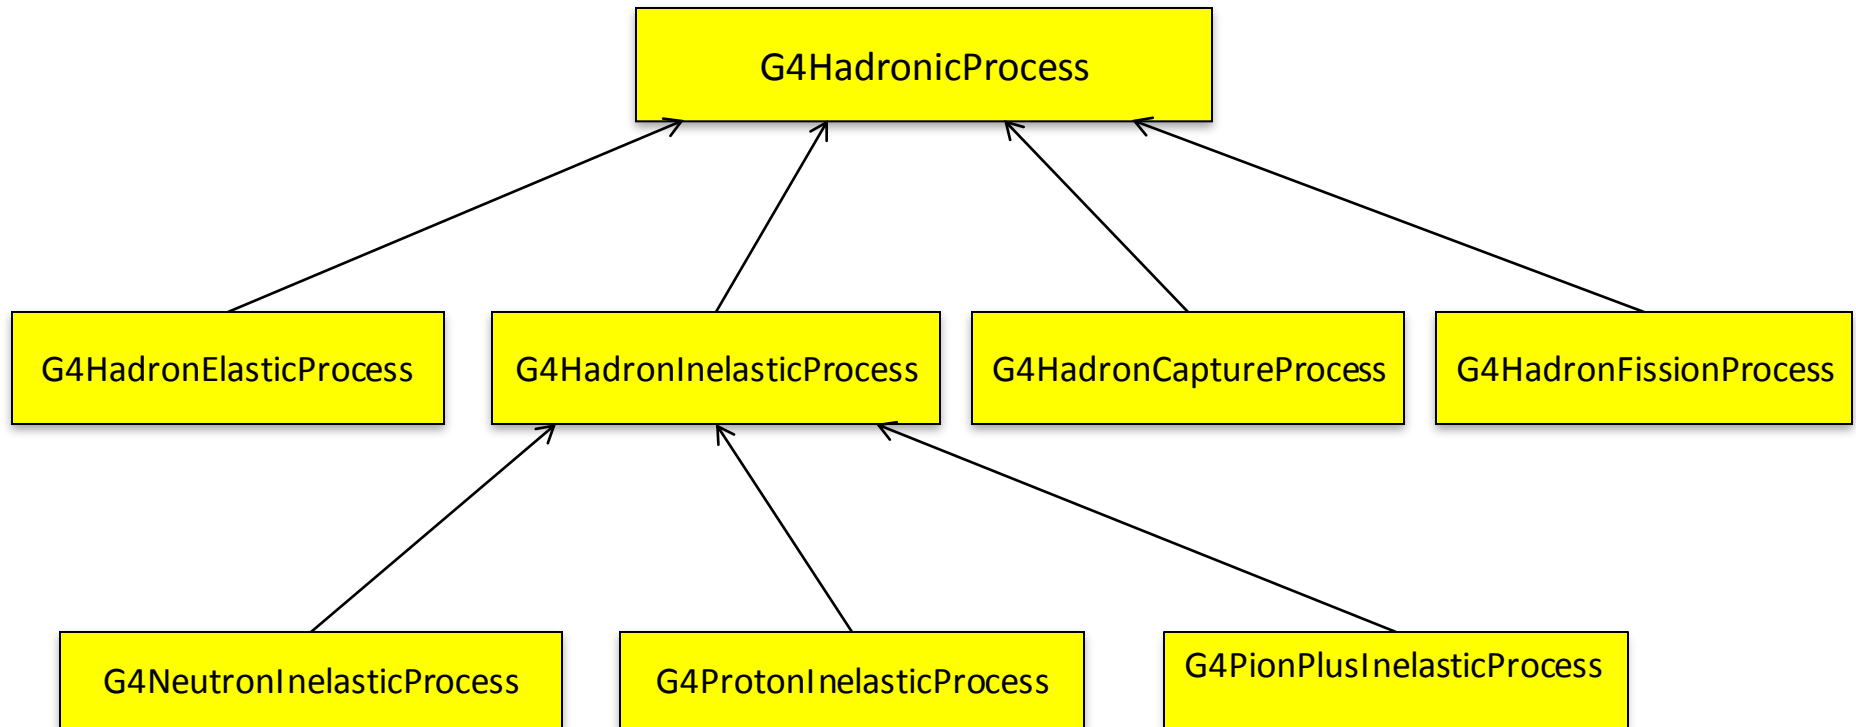 G4HadronicProcess
G4HadronElasticProcess
G4HadronInelasticProcess
G4HadronCaptureProcess
G4HadronFissionProcess
G4NeutronInelasticProcess
G4ProtonInelasticProcess
G4PionPlusInelasticProcess